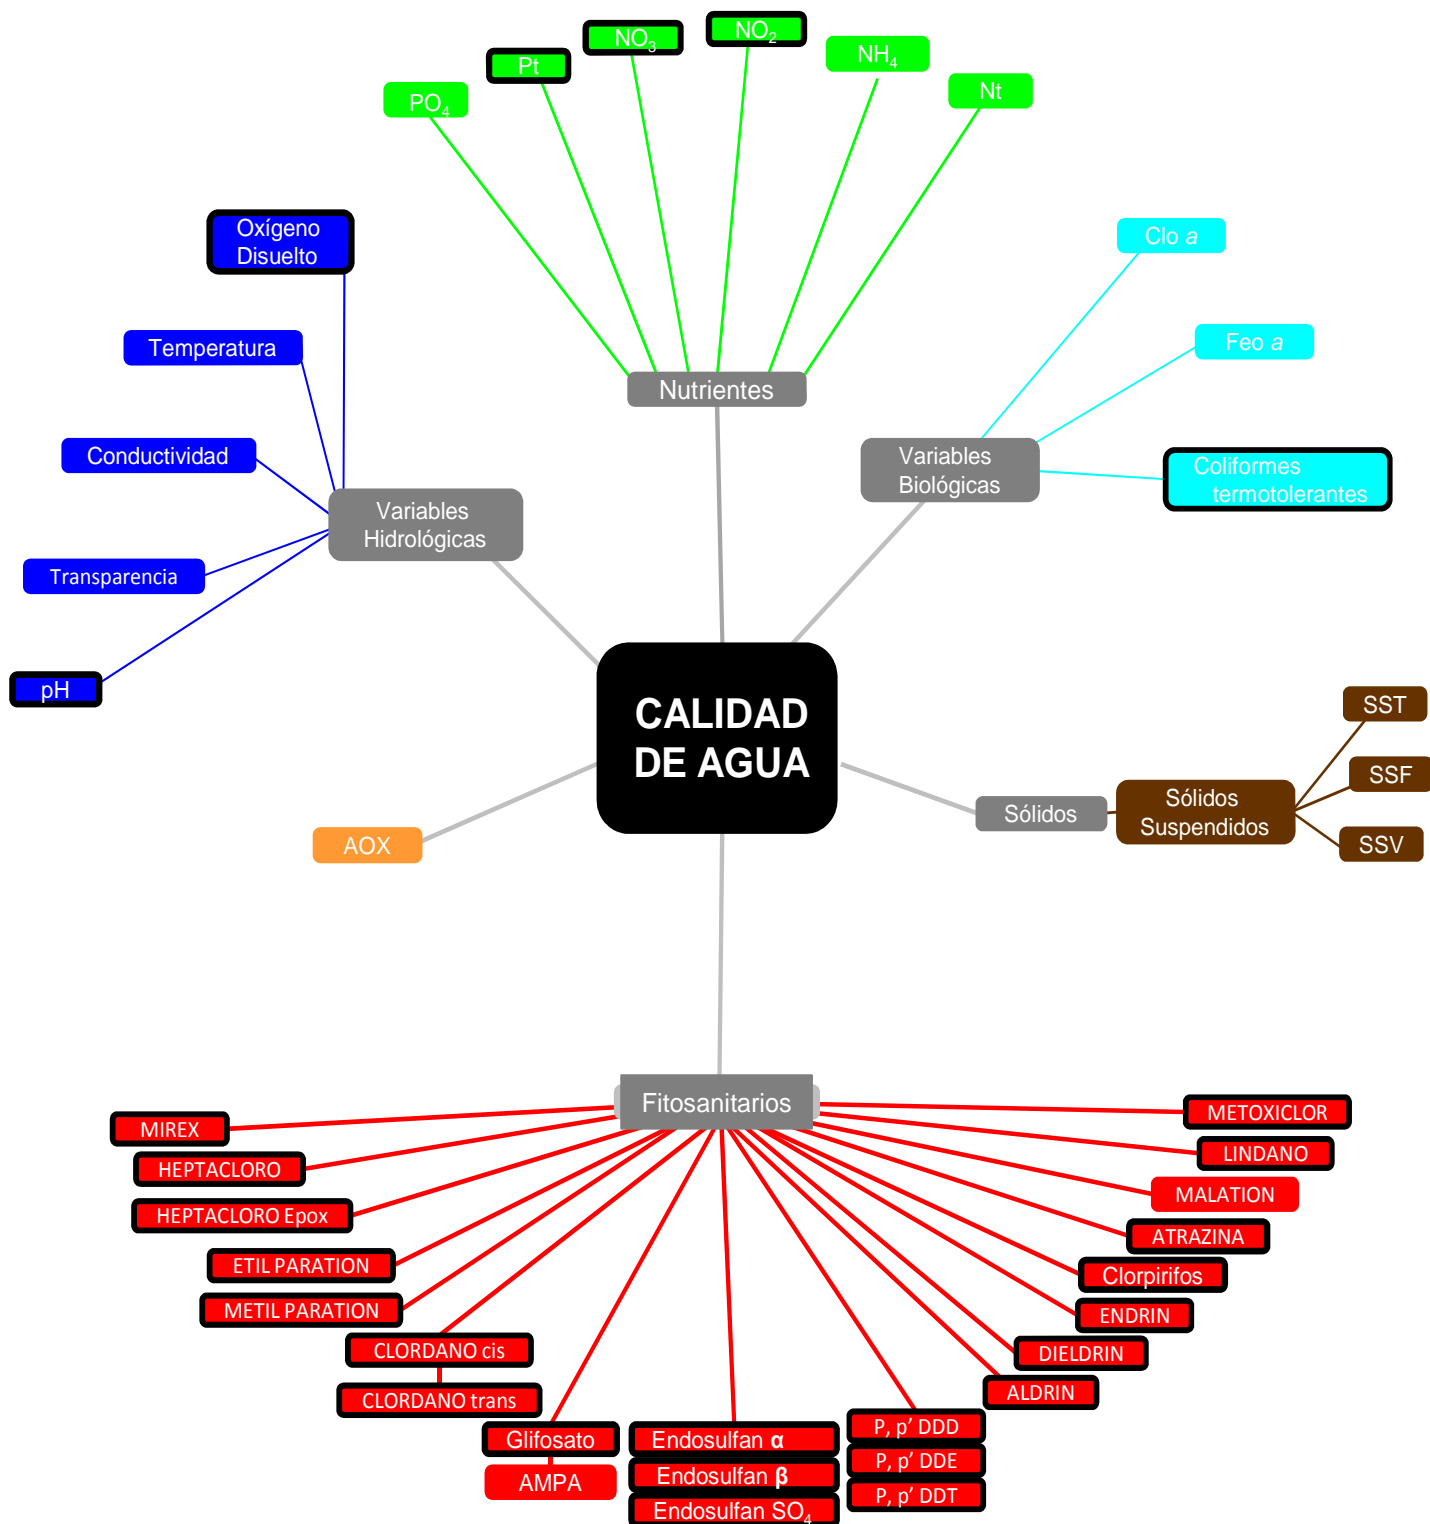 NO₃
NO₂
NH₄
Pt
Nt
PO₄
Oxígeno
Disuelto
Clo a
Temperatura
Feo a
Nutrientes
Conductividad
Variables
Biológicas
Coliformes
termotolerantes
Variables
Hidrológicas
Transparencia
pH
CALIDAD
DE AGUA
SST
SSF
Sólidos
Sólidos
Suspendidos
SSV
AOX
Fitosanitarios
MIREX
HEPTACLORO
HEPTACLORO Epox
ETIL PARATION
METIL PARATION
CLORDANO cis
CLORDANO trans
Glifosato
AMPA
Endosulfan α
Endosulfan β
Endosulfan SO₄
P, p’ DDD
P, p’ DDE
P, p’ DDT
ALDRIN
DIELDRIN
ENDRIN
Clorpirifos
ATRAZINA
MALATION
LINDANO
METOXICLOR